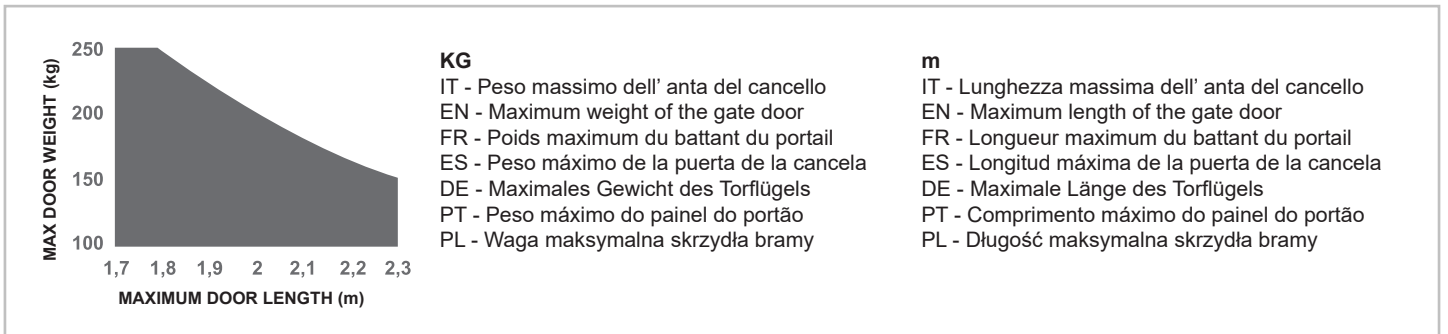 250
200
150
100
MAX DOOR WEIGHT (kg)
1,7 1,8 1,9 2 2,1 2,2 2,3
MAXIMUM DOOR LENGTH (m)
KG
IT - Peso massimo dell’ anta del cancello
EN - Maximum weight of the gate door
FR - Poids maximum du battant du portail
ES - Peso máximo de la puerta de la cancela
DE - Maximales Gewicht des Torflügels
PT - Peso máximo do painel do portão
PL - Waga maksymalna skrzydła bramy
m
IT - Lunghezza massima dell’ anta del cancello
EN - Maximum length of the gate door
FR - Longueur maximum du battant du portail
ES - Longitud máxima de la puerta de la cancela
DE - Maximale Länge des Torflügels
PT - Comprimento máximo do painel do portão
PL - Długość maksymalna skrzydła bramy